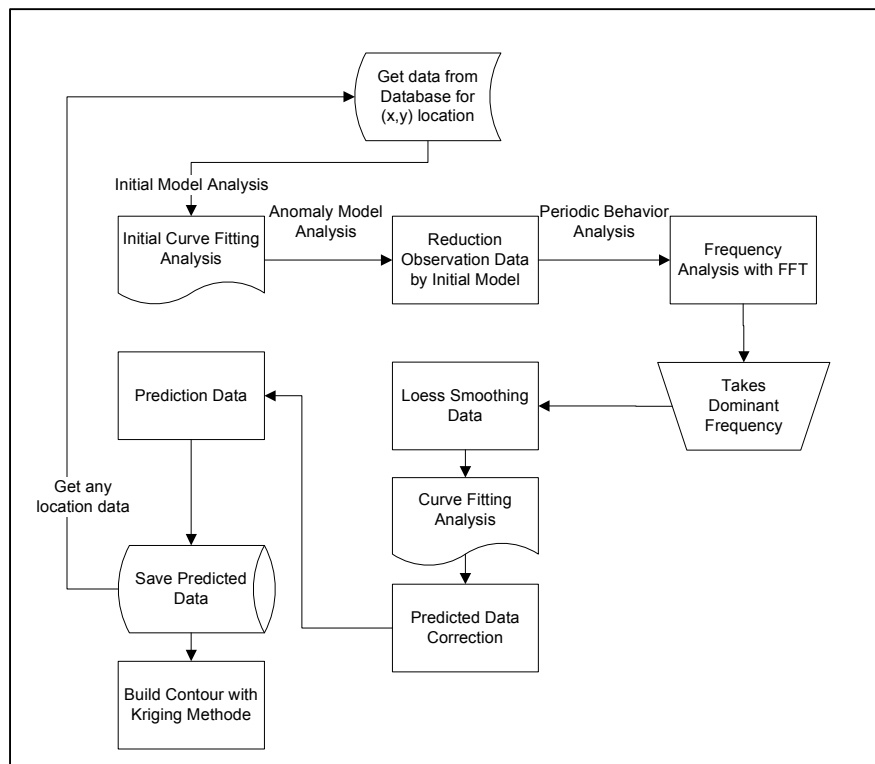 Get data from
Database for
(x,y) location
Initial Model Analysis
Initial Curve Fitting
Analysis
Anomaly Model
Analysis
Reduction
Observation Data
by Initial Model
Periodic Behavior
Analysis
Frequency
Analysis with FFT
Takes
Dominant
Frequency
Loess Smoothing
Data
Curve Fitting
Analysis
Predicted Data
Correction
Prediction Data
Get any
location data
Save Predicted
Data
Build Contour with
Kriging Methode